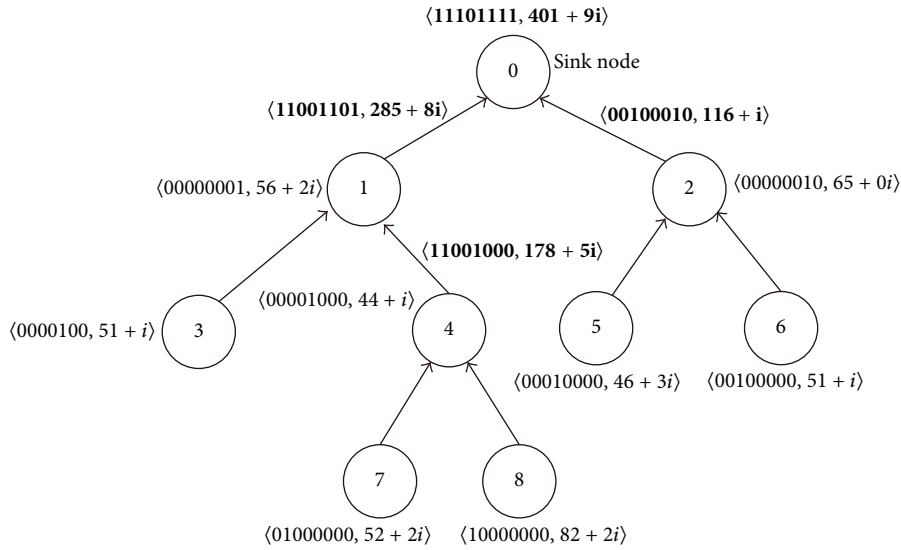 ⟨11101111, 401 + 9i⟩
0
Sink node
⟨11001101, 285 + 8i⟩
⟨00100010, 116 + i⟩
⟨00000001, 56 + 2i⟩
1
2
⟨00000010, 65 + 0i⟩
⟨11001000, 178 + 5i⟩
⟨00001000, 44 + i⟩
⟨0000100, 51 + i⟩
3
4
5
6
⟨00010000, 46 + 3i⟩
⟨00100000, 51 + i⟩
7
8
⟨01000000, 52 + 2i⟩
⟨10000000, 82 + 2i⟩